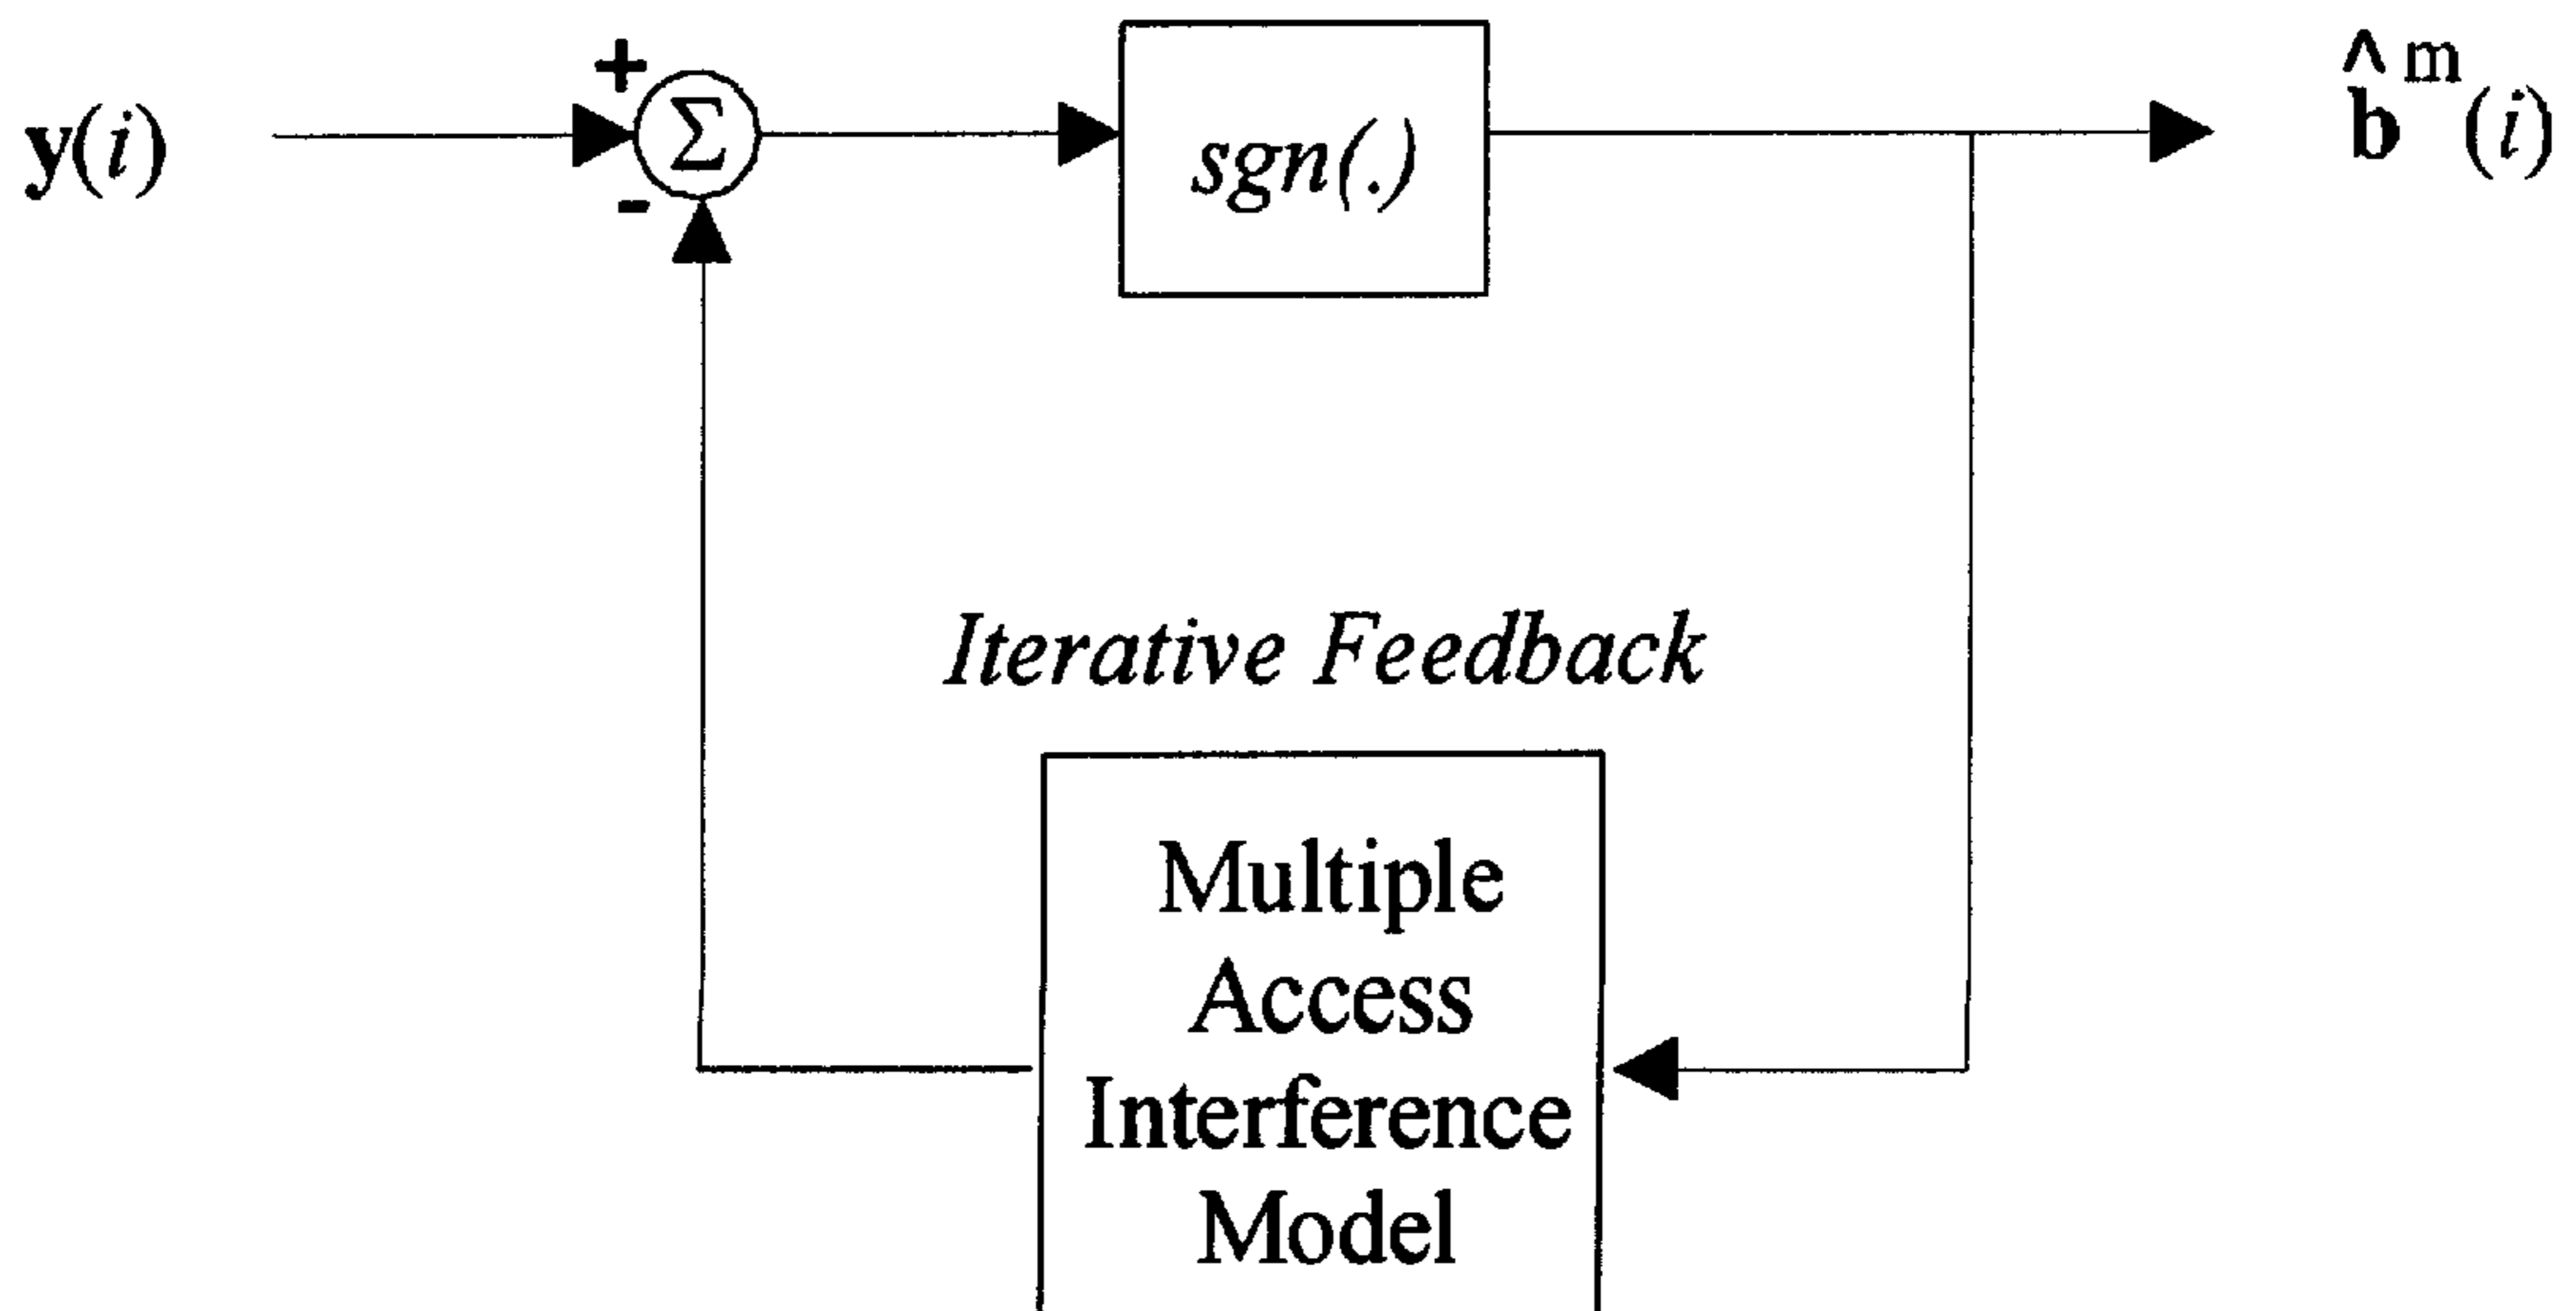 +
y(i)
Σ
-
sgn(.)
b̂ᵐ(i)
Iterative Feedback
Multiple
Access
Interference
Model